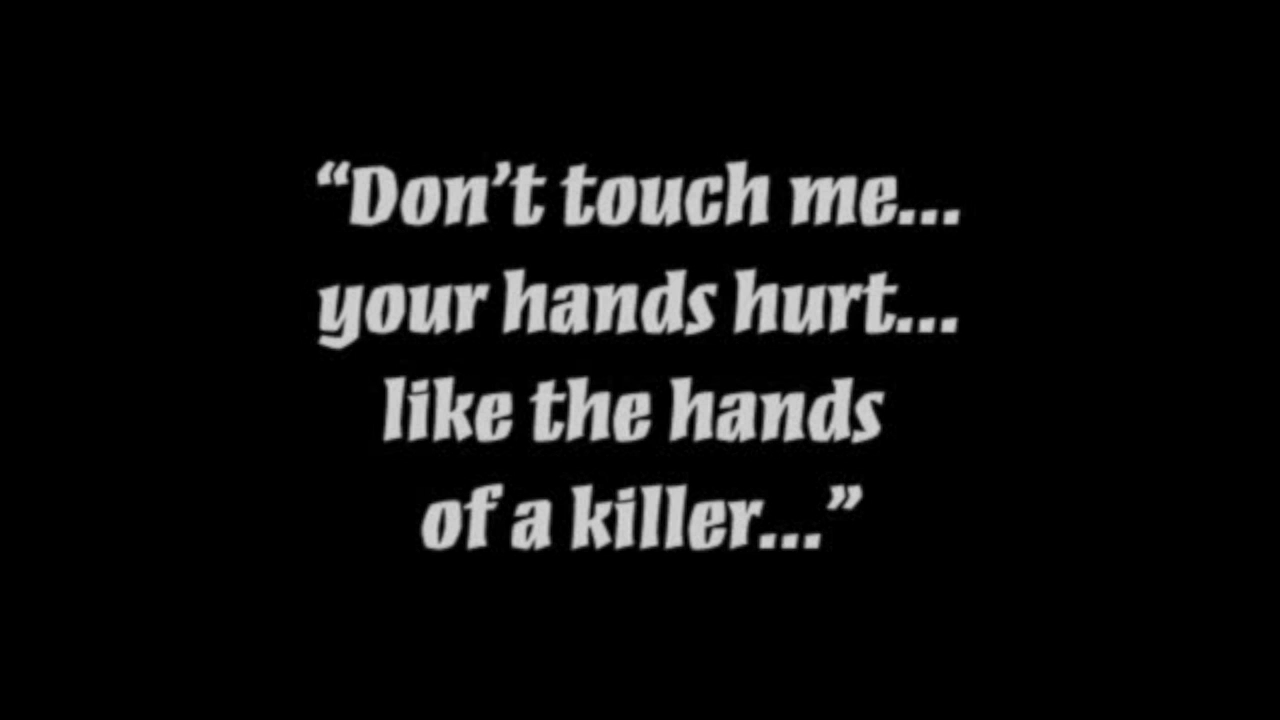 “Don’t touch me...
your hands hurt...
like the hands
of a killer...”